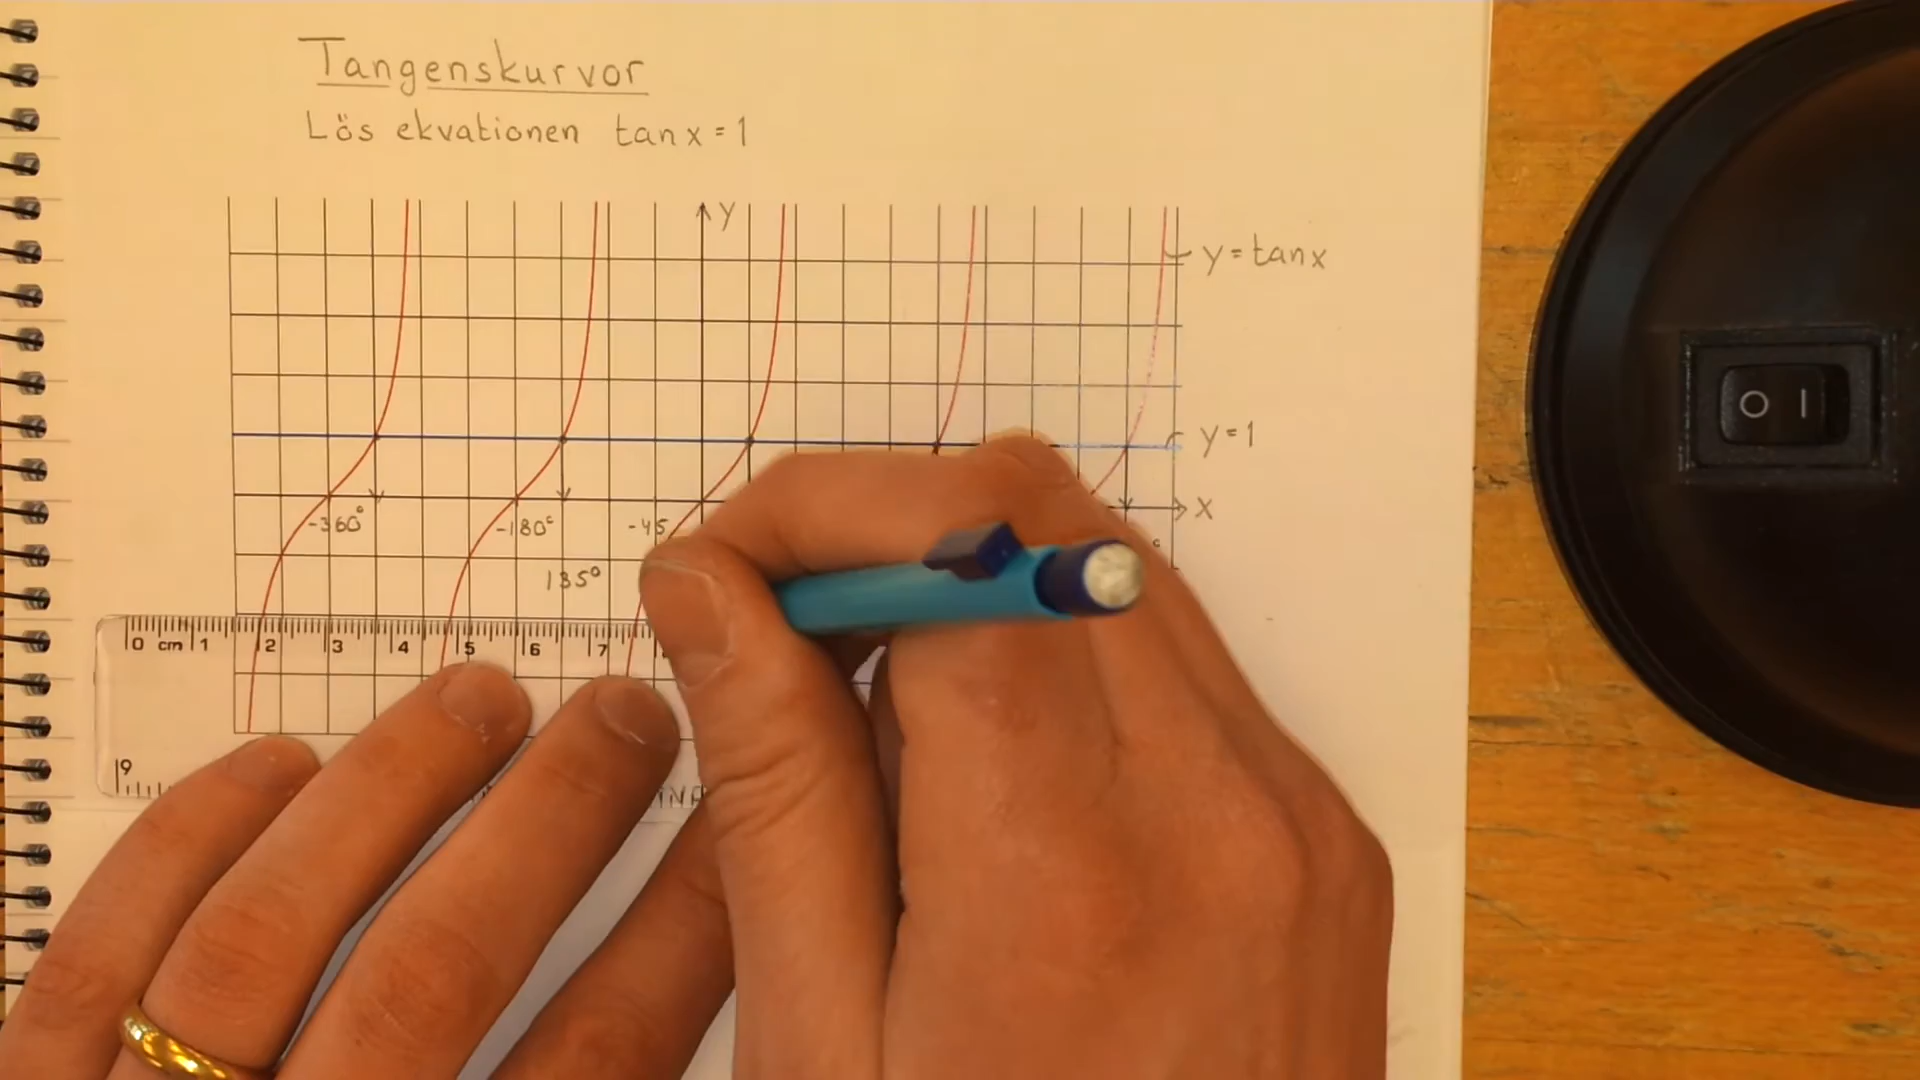 Tangenskurvor
Lös ekvationen tan x = 1
y
y = tan x
y = 1
x
-360° -180° -45
135°
0 cm 1 2 3 4 5 6 7
9